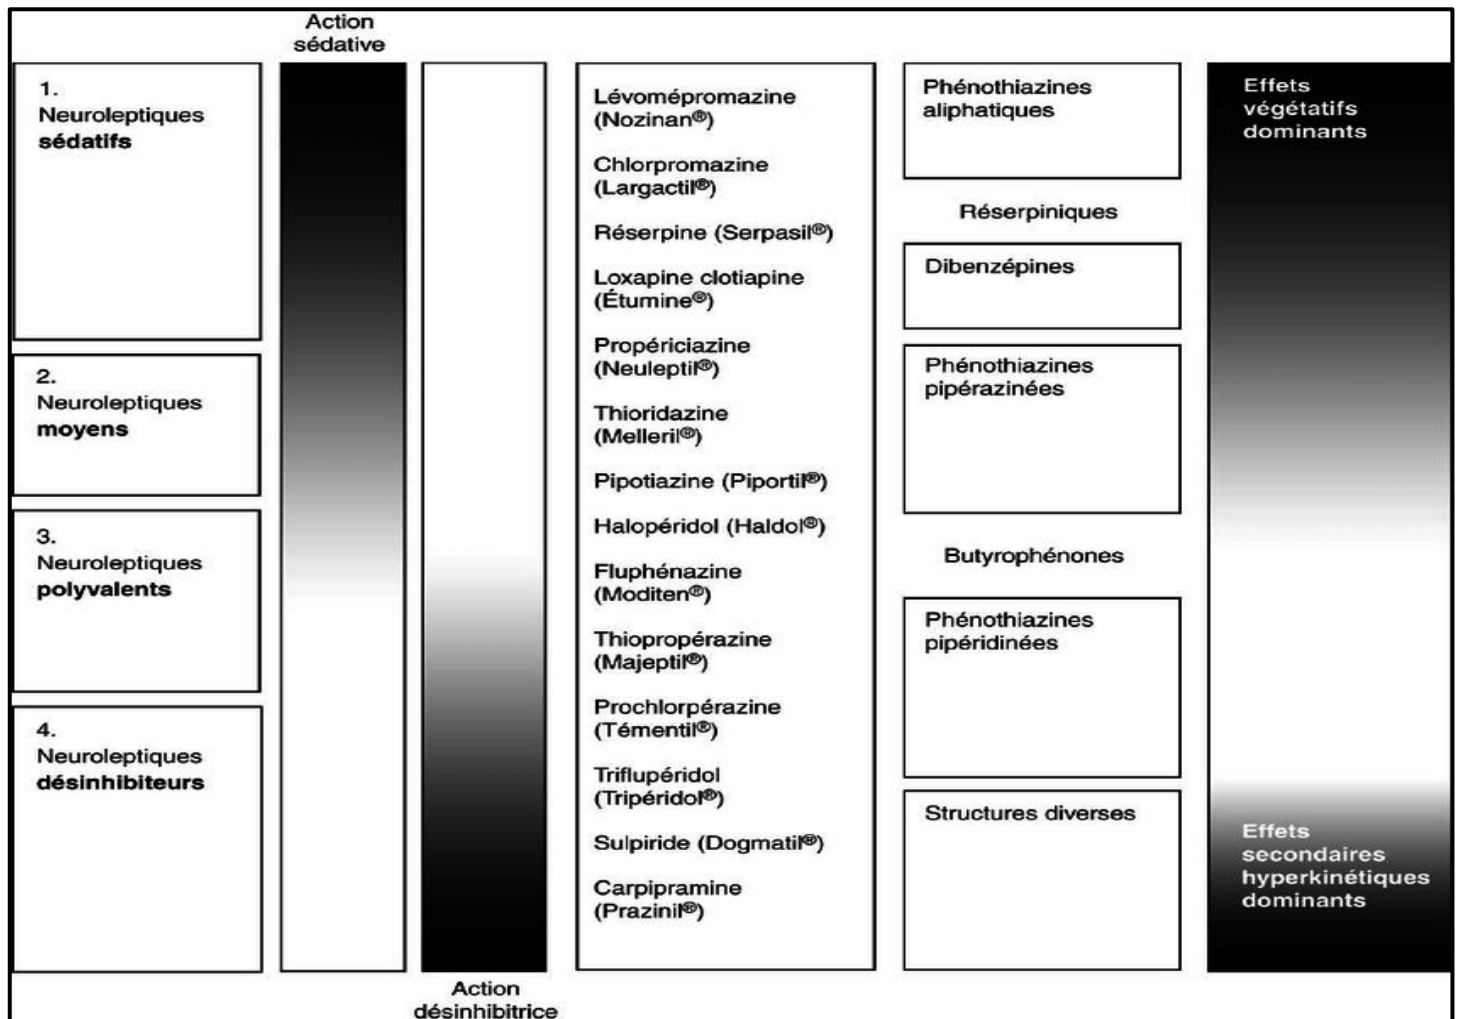 Action
sédative
1.
Neuroleptiques
sédatifs
2.
Neuroleptiques
moyens
3.
Neuroleptiques
polyvalents
4.
Neuroleptiques
désinhibiteurs
Action
désinhibitrice
Lévomépromazine
(Nozinan®)
Chlorpromazine
(Largactil®)
Réserpine (Serpasil®)
Loxapine clotiapine
(Étumine®)
Propériciazine
(Neuleptil®)
Thioridazine
(Melleril®)
Pipotiazine (Piportil®)
Halopéridol (Haldol®)
Fluphénazine
(Moditen®)
Thiopropérazine
(Majeptil®)
Prochlorpérazine
(Témentil®)
Triflupéridol
(Tripéridol®)
Sulpiride (Dogmatil®)
Carpipramine
(Prazinil®)
Phénothiazines
aliphatiques
Réserpiniques
Dibenzépines
Phénothiazines
pipérazinées
Butyrophénones
Phénothiazines
pipéridinées
Structures diverses
Effets
végétatifs
dominants
Effets
secondaires
hyperkinétiques
dominants